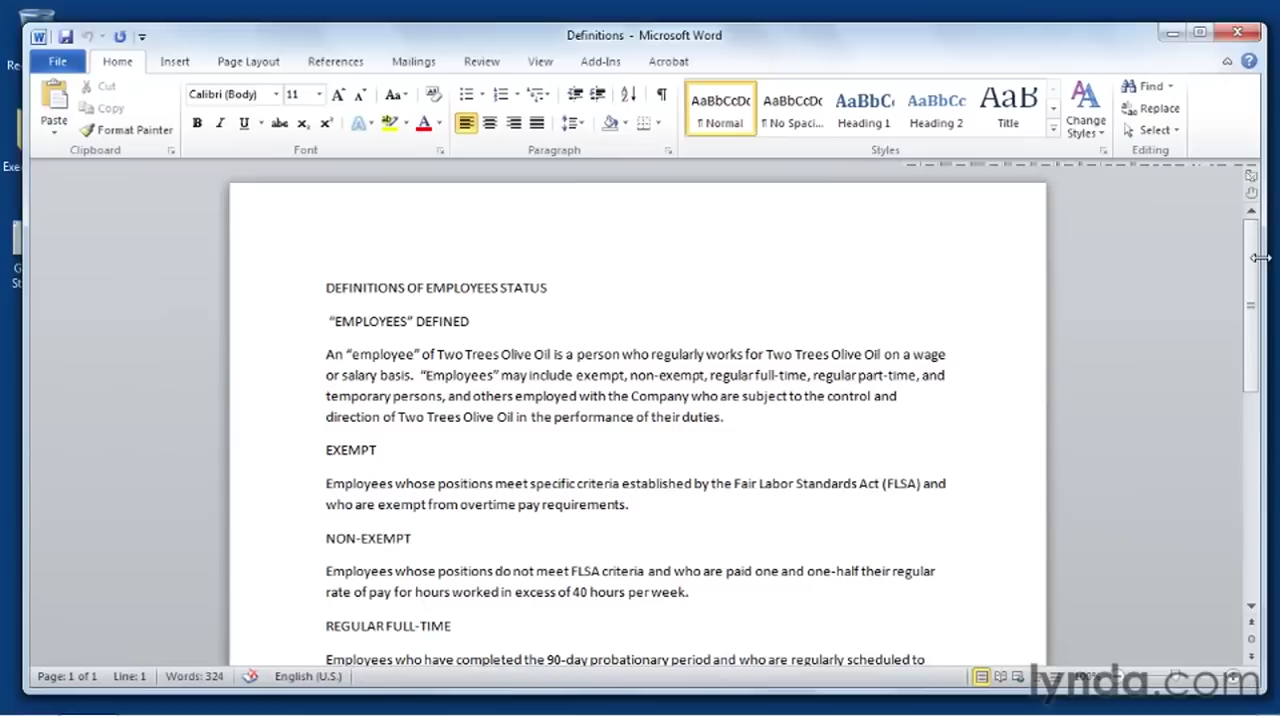 Definitions - Microsoft Word
File Home Insert Page Layout References Mailings Review View Add-Ins Acrobat
Cut
Copy
Format Painter
Paste
Calibri (Body) 11
B I U abc
AaBbCcDc AaBbCcDc AaBbCc AaBbCc AaB
¶ Normal ¶ No Spaci... Heading 1 Heading 2 Title
Change
Styles
Find
Replace
Select
Clipboard Font Paragraph Styles Editing
DEFINITIONS OF EMPLOYEES STATUS
“EMPLOYEES” DEFINED
An “employee” of Two Trees Olive Oil is a person who regularly works for Two Trees Olive Oil on a wage
or salary basis. “Employees” may include exempt, non-exempt, regular full-time, regular part-time, and
temporary persons, and others employed with the Company who are subject to the control and
direction of Two Trees Olive Oil in the performance of their duties.
EXEMPT
Employees whose positions meet specific criteria established by the Fair Labor Standards Act (FLSA) and
who are exempt from overtime pay requirements.
NON-EXEMPT
Employees whose positions do not meet FLSA criteria and who are paid one and one-half their regular
rate of pay for hours worked in excess of 40 hours per week.
REGULAR FULL-TIME
Employees who have completed the 90-day probationary period and who are regularly scheduled to
Page: 1 of 1 Line: 1 Words: 324 English (U.S.) 100%
lynda.com